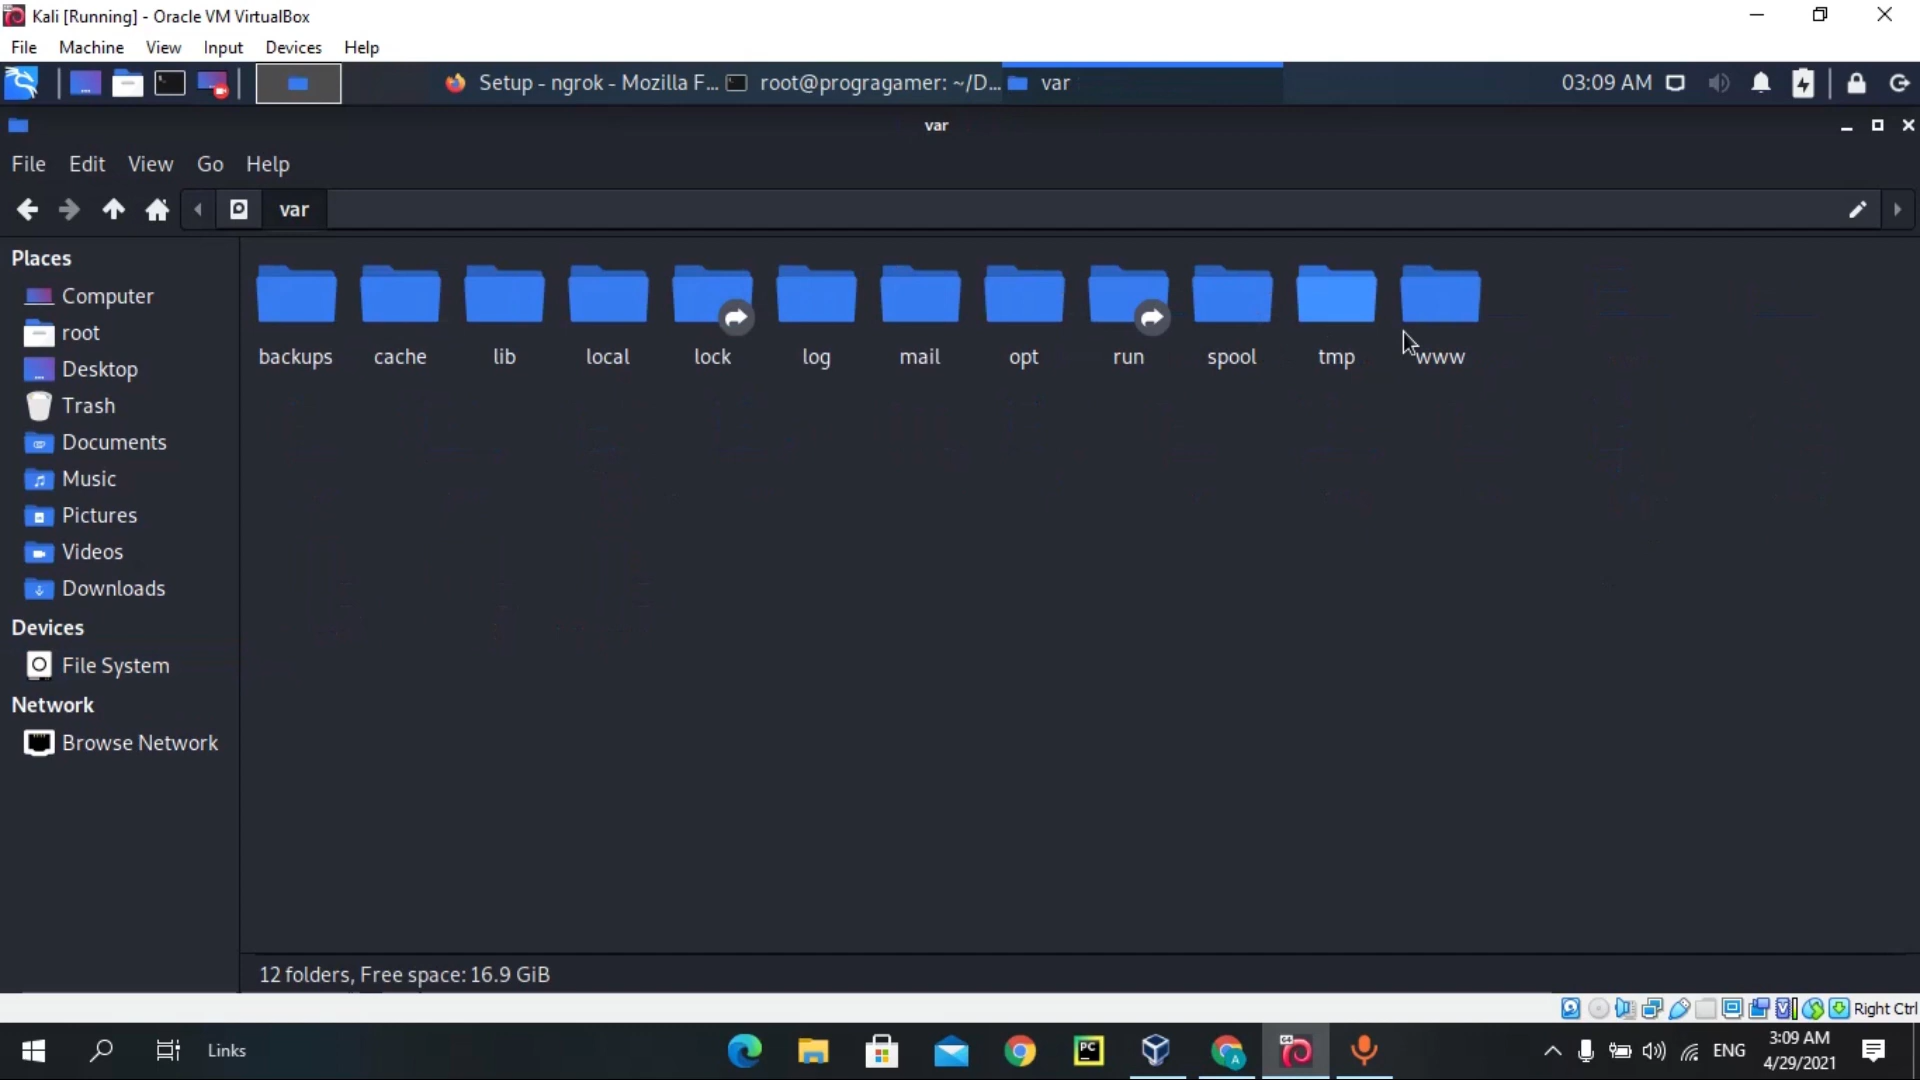 Kali [Running] - Oracle VM VirtualBox
File Machine View Input Devices Help
Setup - ngrok - Mozilla F... root@progragamer: ~/D... var 03:09 AM
var
File Edit View Go Help
var
Places
Computer
root
Desktop
Trash
Documents
Music
Pictures
Videos
Downloads
Devices
File System
Network
Browse Network
backups cache lib local lock log mail opt run spool tmp www
12 folders, Free space: 16.9 GiB
Right Ctrl
Links
PC
A
64
ENG
3:09 AM
4/29/2021